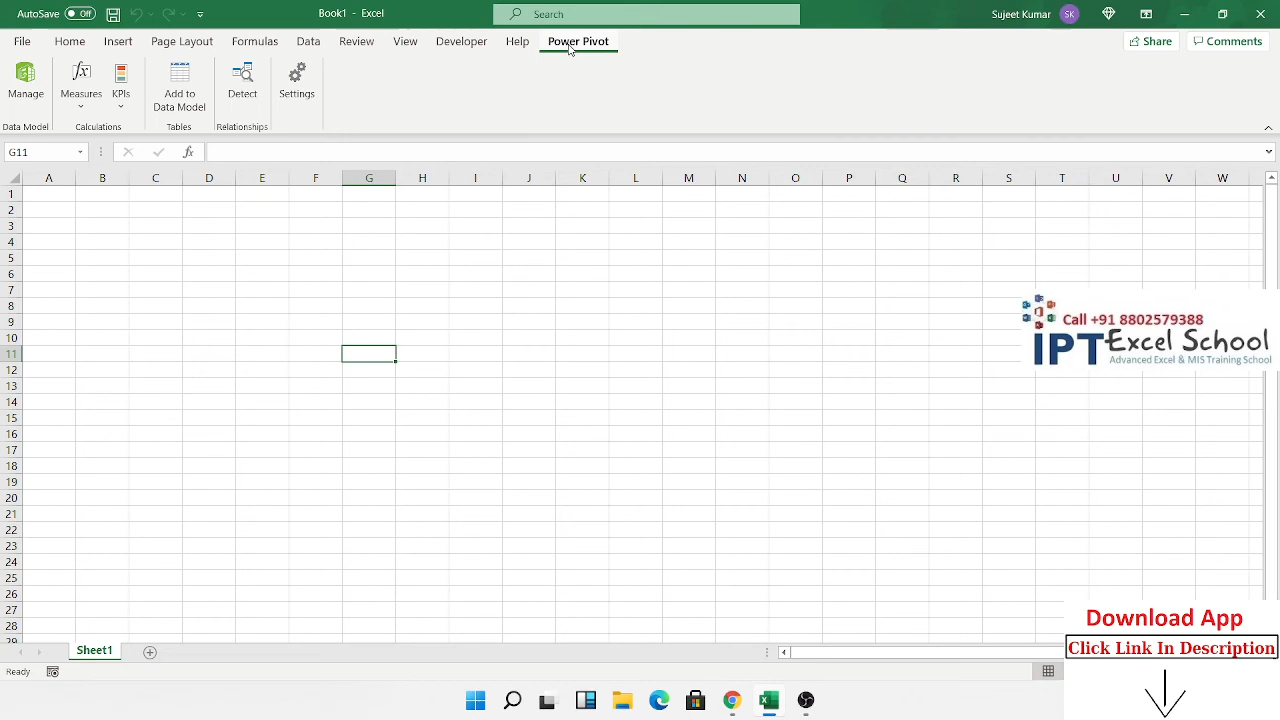 AutoSave Off Book1 - Excel Search Sujeet Kumar SK
File Home Insert Page Layout Formulas Data Review View Developer Help Power Pivot Share Comments
Manage Measures KPIs Add to Data Model Detect Settings
Data Model Calculations Tables Relationships
G11 fx
A B C D E F G H I J K L M N O P Q R S T U V W
1
2
3
4
5
6
7
8
9
10
11
12
13
14
15
16
17
18
19
20
21
22
23
24
25
26
27
28
29
Call +91 8802579388
IPT Excel School
Advanced Excel & MIS Training School
Download App
Click Link In Description
Sheet1
Ready